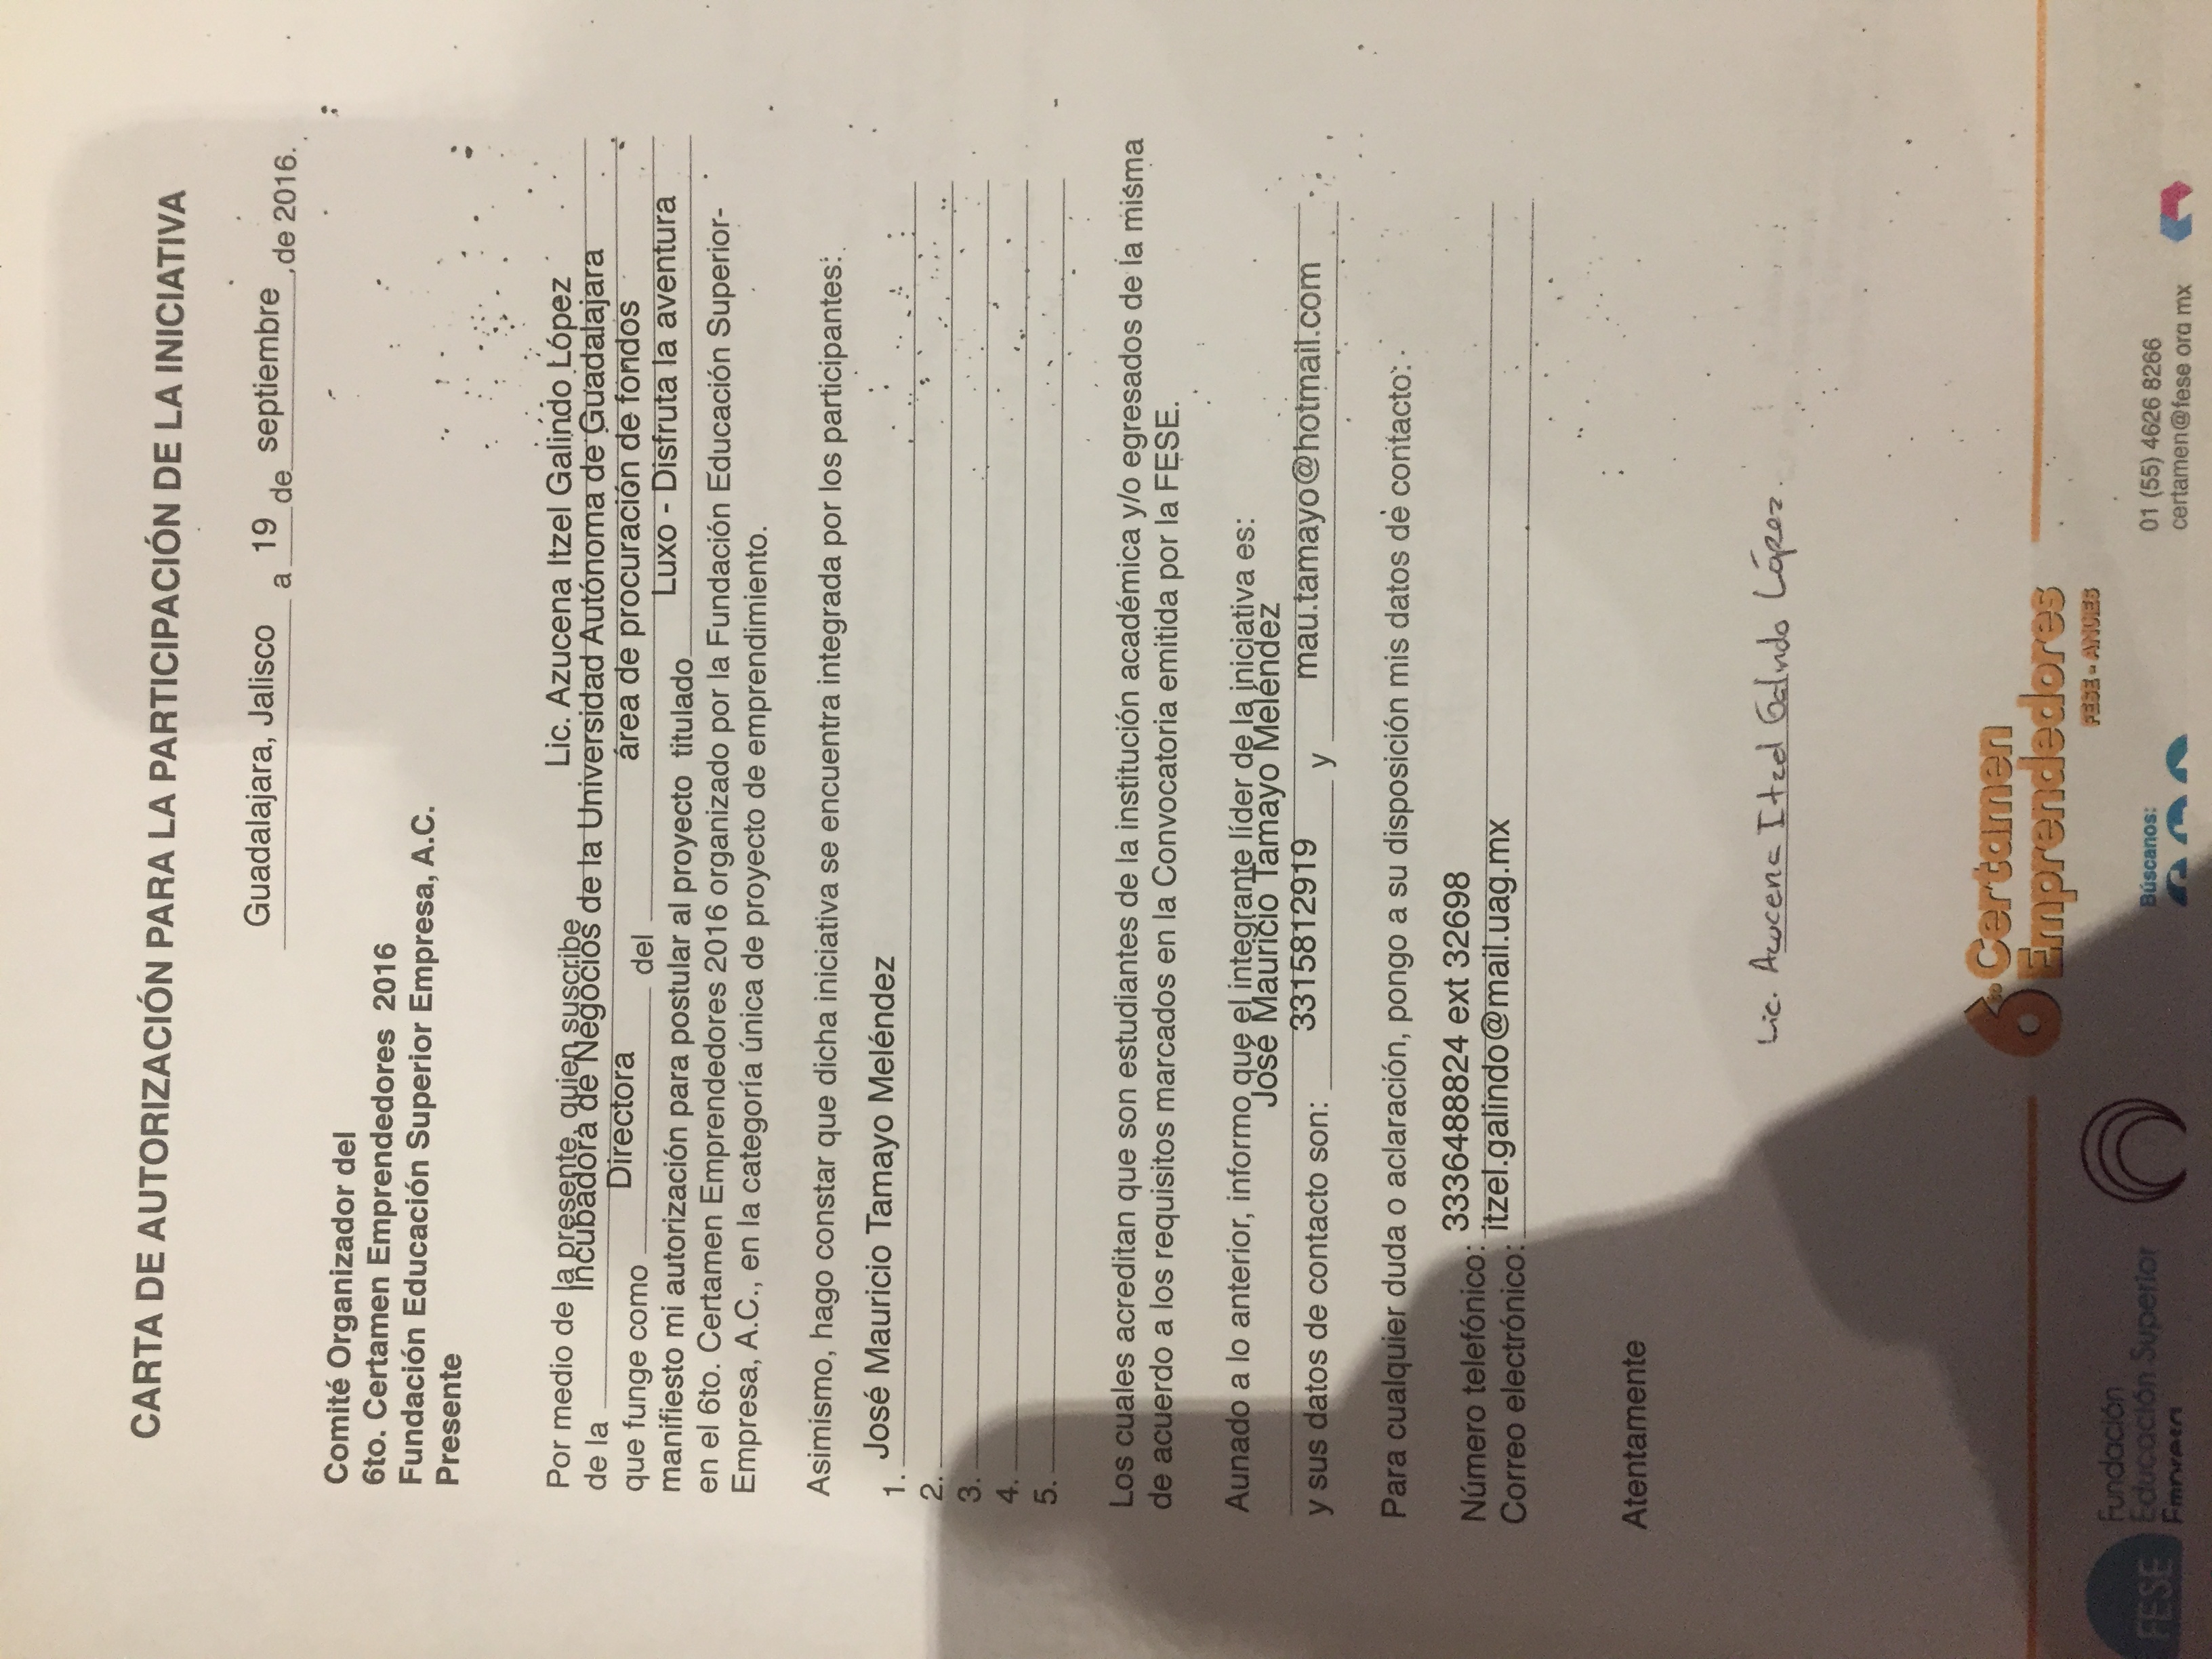 CARTA DE AUTORIZACIÓN PARA LA PARTICIPACIÓN DE LA INICIATIVA
Guadalajara, Jalisco a 19 de septiembre de 2016.
Comité Organizador del
6to. Certamen Emprendedores 2016
Fundación Educación Superior Empresa, A.C.
Presente
Por medio de la presente, quien suscribe Lic. Azucena Itzel Galindo López
de la Incubadora de Negocios de la Universidad Autónoma de Guadalajara
que funge como Directora del área de procuración de fondos
manifiesto mi autorización para postular al proyecto titulado Luxo - Disfruta la aventura
en el 6to. Certamen Emprendedores 2016 organizado por la Fundación Educación Superior-
Empresa, A.C., en la categoría única de proyecto de emprendimiento.
Asimismo, hago constar que dicha iniciativa se encuentra integrada por los participantes:
1. José Mauricio Tamayo Meléndez
2.
3.
4.
5.
Los cuales acreditan que son estudiantes de la institución académica y/o egresados de la misma
de acuerdo a los requisitos marcados en la Convocatoria emitida por la FESE.
Aunado a lo anterior, informo que el integrante líder de la iniciativa es:
José Mauricio Tamayo Meléndez
y sus datos de contacto son: 3315812919 y mau.tamayo@hotmail.com
Para cualquier duda o aclaración, pongo a su disposición mis datos de contacto:
Número telefónico: 3336488824 ext 32698
Correo electrónico: itzel.galindo@mail.uag.mx
Atentamente
Lic. Azucena Itzel Galindo López.
6to Certamen
Emprendedores
FESE - ANUIES
FESE
Fundación
Educación Superior
Empresa
Búscanos:
01 (55) 4626 8266
certamen@fese.org.mx